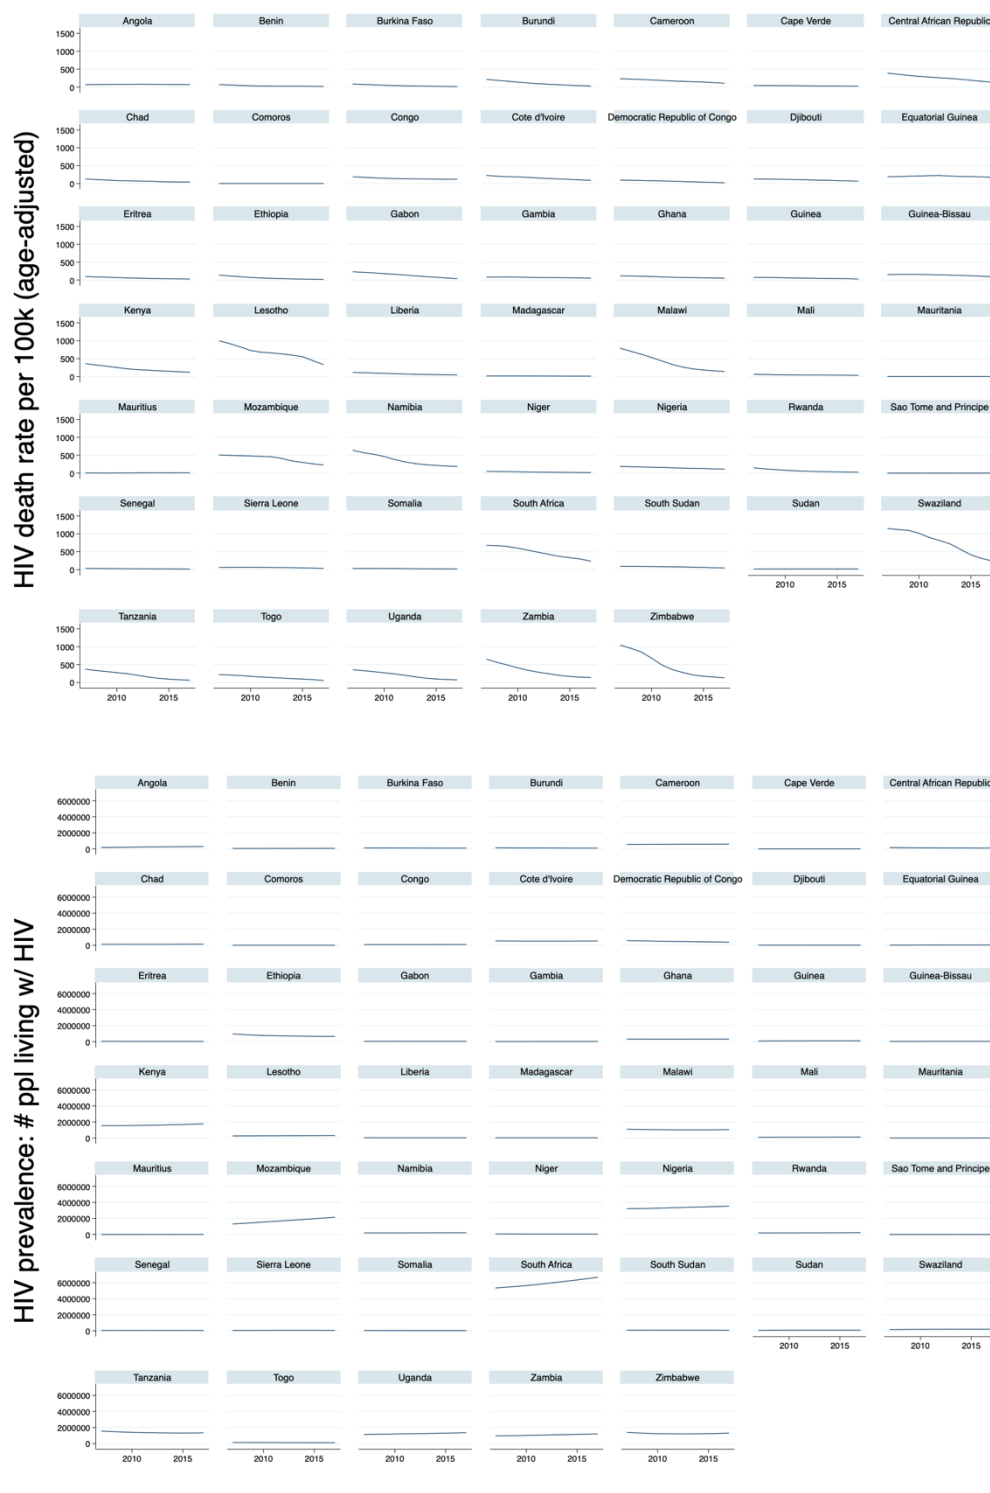 HIV death rate per 100k (age-adjusted)
Angola Benin Burkina Faso Burundi Cameroon Cape Verde Central African Republic
1500
1000
500
0
Chad Comoros Congo Cote d'Ivoire Democratic Republic of Congo Djibouti Equatorial Guinea
1500
1000
500
0
Eritrea Ethiopia Gabon Gambia Ghana Guinea Guinea-Bissau
1500
1000
500
0
Kenya Lesotho Liberia Madagascar Malawi Mali Mauritania
1500
1000
500
0
Mauritius Mozambique Namibia Niger Nigeria Rwanda Sao Tome and Principe
1500
1000
500
0
Senegal Sierra Leone Somalia South Africa South Sudan Sudan Swaziland
1500
1000
500
0
2010 2015 2010 2015
Tanzania Togo Uganda Zambia Zimbabwe
1500
1000
500
0
2010 2015 2010 2015 2010 2015 2010 2015 2010 2015
HIV prevalence: # ppl living w/ HIV
Angola Benin Burkina Faso Burundi Cameroon Cape Verde Central African Republic
6000000
4000000
2000000
0
Chad Comoros Congo Cote d'Ivoire Democratic Republic of Congo Djibouti Equatorial Guinea
6000000
4000000
2000000
0
Eritrea Ethiopia Gabon Gambia Ghana Guinea Guinea-Bissau
6000000
4000000
2000000
0
Kenya Lesotho Liberia Madagascar Malawi Mali Mauritania
6000000
4000000
2000000
0
Mauritius Mozambique Namibia Niger Nigeria Rwanda Sao Tome and Principe
6000000
4000000
2000000
0
Senegal Sierra Leone Somalia South Africa South Sudan Sudan Swaziland
6000000
4000000
2000000
0
2010 2015 2010 2015
Tanzania Togo Uganda Zambia Zimbabwe
6000000
4000000
2000000
0
2010 2015 2010 2015 2010 2015 2010 2015 2010 2015